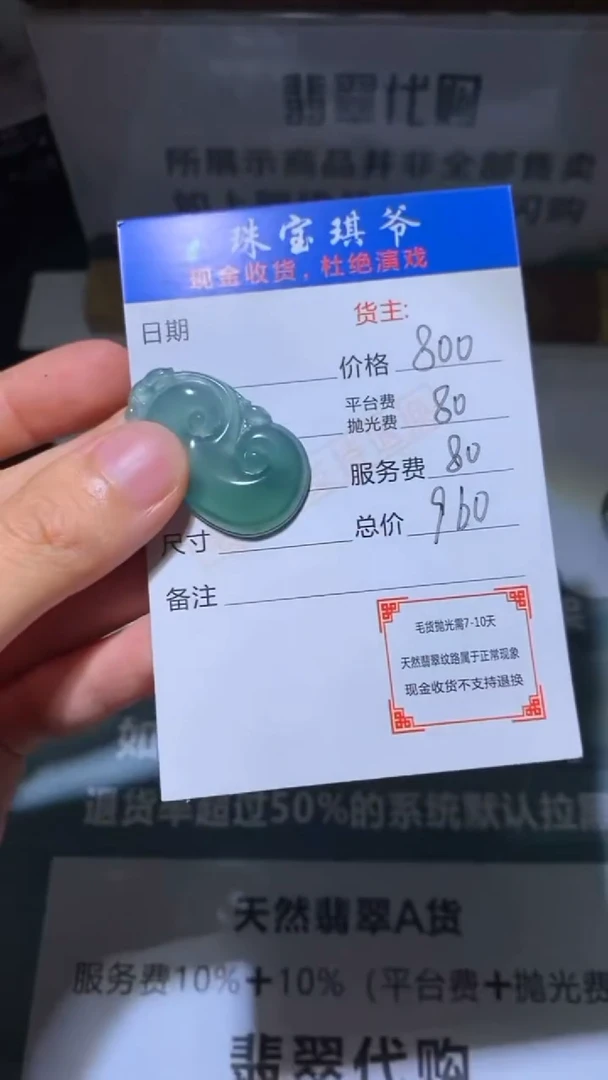 翡翠代购
所展示商品并非全部售卖
珠宝琪爷
现金收货，杜绝演戏
日期
货主:
价格 800
平台费
抛光费 80
服务费 80
总价 960
尺寸
备注
毛货抛光需7-10天
天然翡翠纹路属于正常现象
现金收货不支持退换
如
退货率超过50%的系统默认拉
天然翡翠A货
服务费10%+10%（平台费+抛光费
翡翠代购